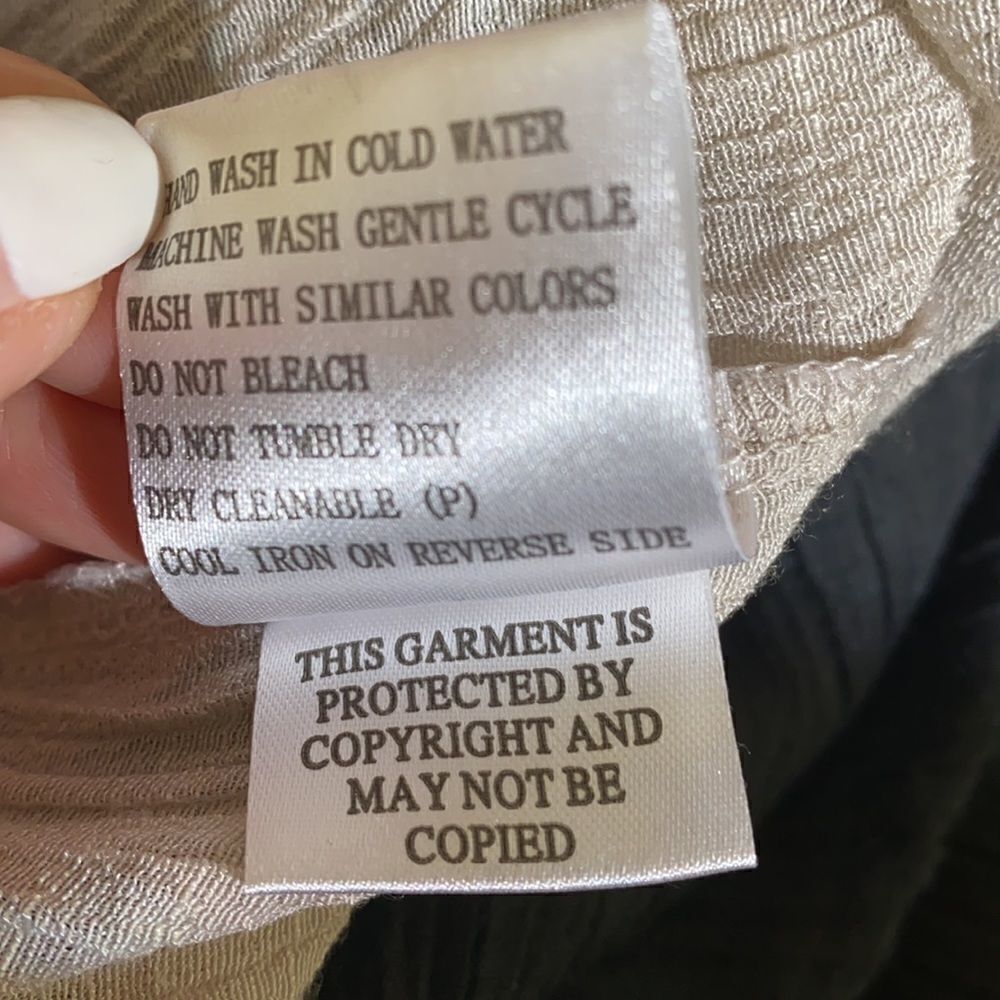 HAND WASH IN COLD WATER
MACHINE WASH GENTLE CYCLE
WASH WITH SIMILAR COLORS
DO NOT BLEACH
DO NOT TUMBLE DRY
DRY CLEANABLE (P)
COOL IRON ON REVERSE SIDE
THIS GARMENT IS
PROTECTED BY
COPYRIGHT AND
MAY NOT BE
COPIED